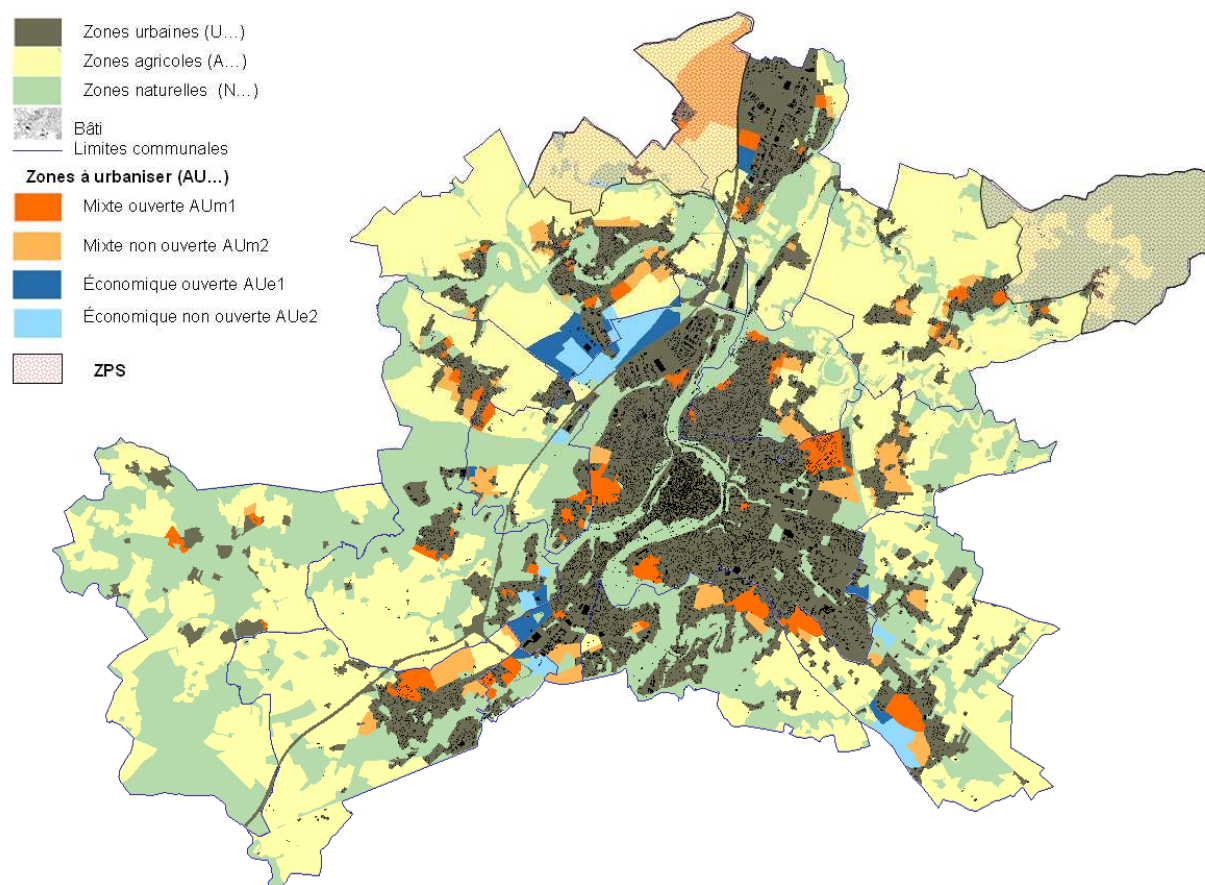 Zones urbaines (U...)
Zones agricoles (A...)
Zones naturelles (N...)
Bâti
Limites communales
Zones à urbaniser (AU...)
Mixte ouverte AUm1
Mixte non ouverte AUm2
Économique ouverte AUe1
Économique non ouverte AUe2
ZPS